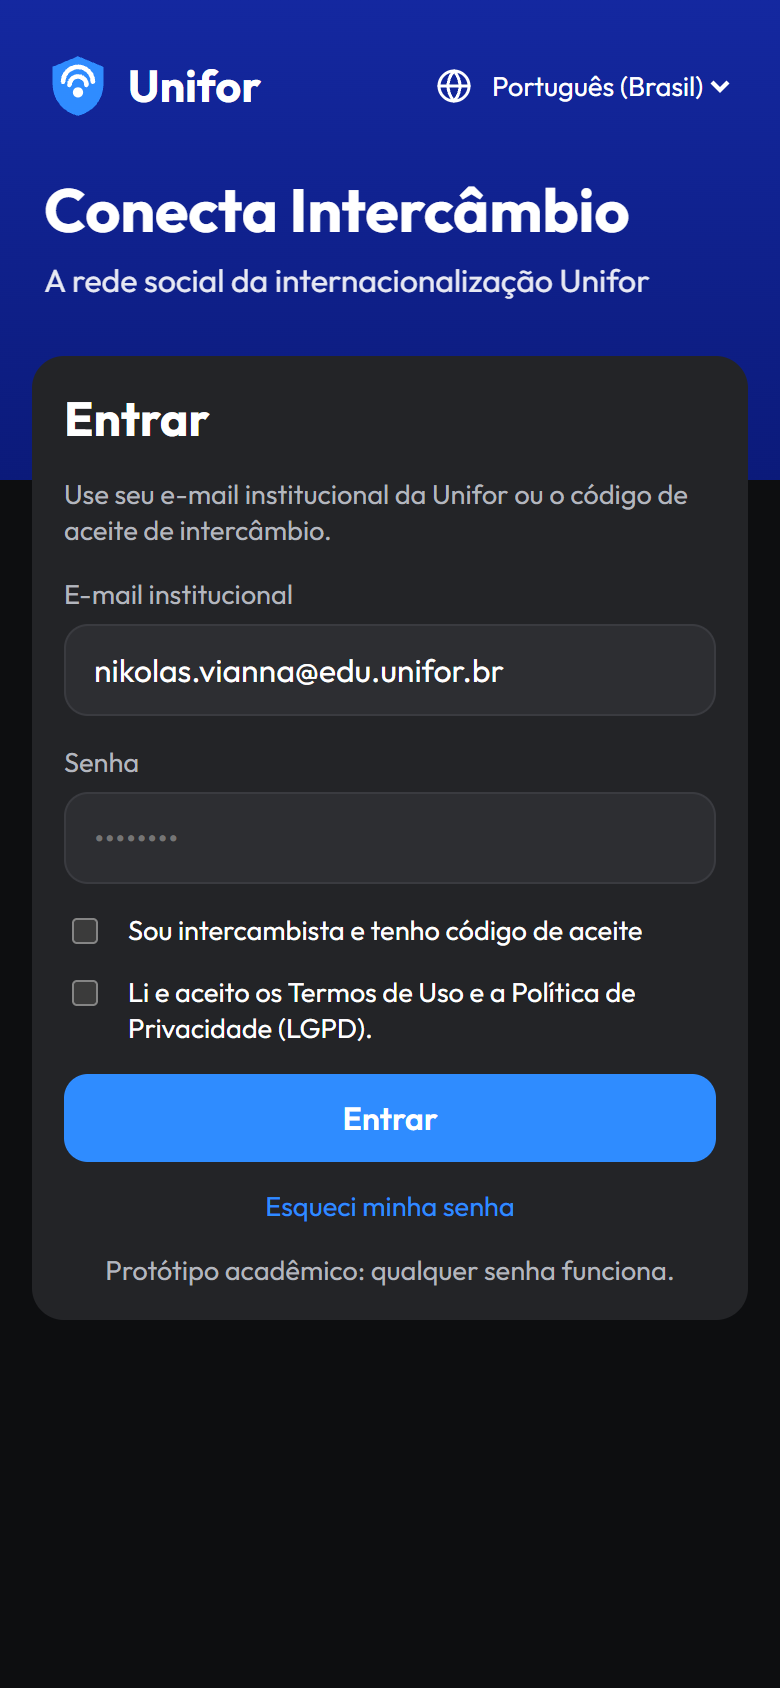 Unifor
Português (Brasil)
Conecta Intercâmbio
A rede social da internacionalização Unifor
Entrar
Use seu e-mail institucional da Unifor ou o código de
aceite de intercâmbio.
E-mail institucional
nikolas.vianna@edu.unifor.br
Senha
••••••••
Sou intercambista e tenho código de aceite
Li e aceito os Termos de Uso e a Política de
Privacidade (LGPD).
Entrar
Esqueci minha senha
Protótipo acadêmico: qualquer senha funciona.